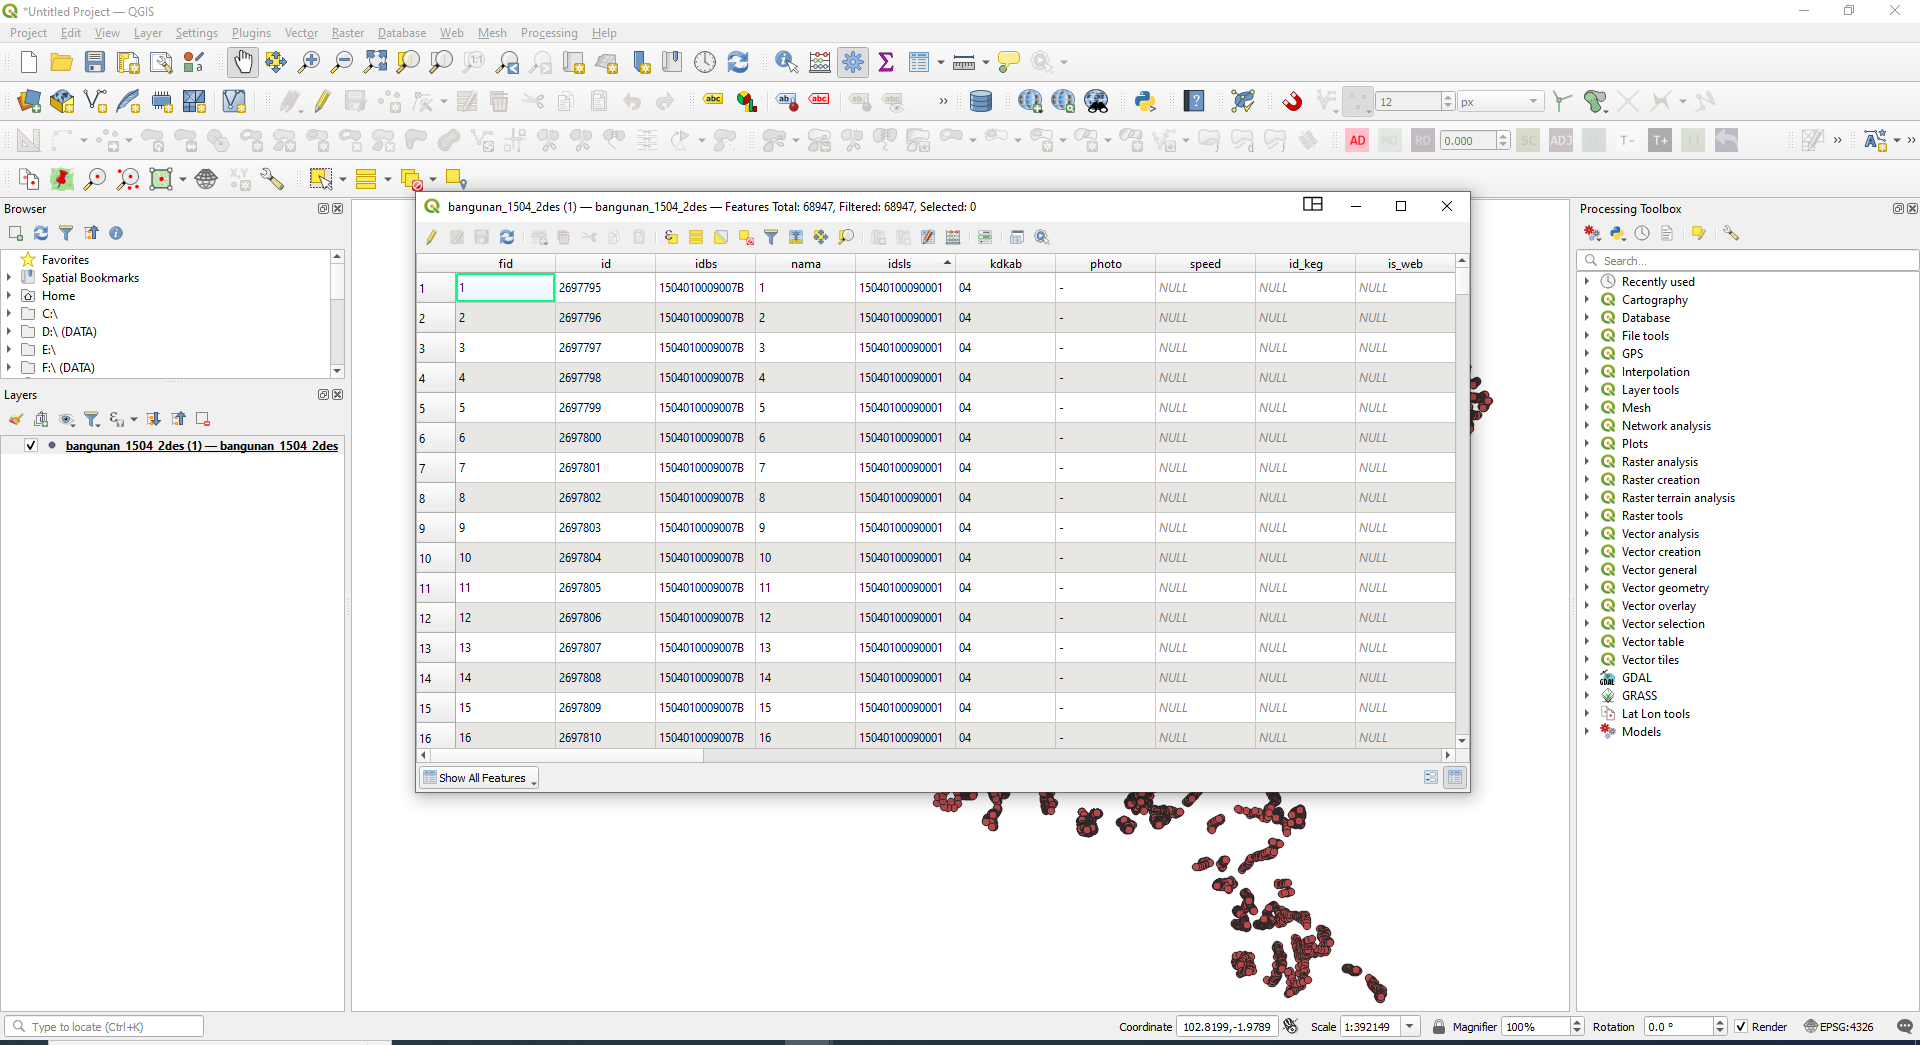 *Untitled Project — QGIS
Project Edit View Layer Settings Plugins Vector Raster Database Web Mesh Processing Help
abc abc abc 12 px
AD MO RO 0.000 SC ADJ T- T+
X,Y
Browser
Favorites
Spatial Bookmarks
Home
C:\
D:\ (DATA)
E:\
F:\ (DATA)
Layers
bangunan_1504_2des (1) — bangunan_1504_2des
bangunan_1504_2des (1) — bangunan_1504_2des — Features Total: 68947, Filtered: 68947, Selected: 0
fid id idbs nama idsls kdkab photo speed id_keg is_web
1 1 2697795 1504010009007B 1 15040100090001 04 - NULL NULL NULL
2 2 2697796 1504010009007B 2 15040100090001 04 - NULL NULL NULL
3 3 2697797 1504010009007B 3 15040100090001 04 - NULL NULL NULL
4 4 2697798 1504010009007B 4 15040100090001 04 - NULL NULL NULL
5 5 2697799 1504010009007B 5 15040100090001 04 - NULL NULL NULL
6 6 2697800 1504010009007B 6 15040100090001 04 - NULL NULL NULL
7 7 2697801 1504010009007B 7 15040100090001 04 - NULL NULL NULL
8 8 2697802 1504010009007B 8 15040100090001 04 - NULL NULL NULL
9 9 2697803 1504010009007B 9 15040100090001 04 - NULL NULL NULL
10 10 2697804 1504010009007B 10 15040100090001 04 - NULL NULL NULL
11 11 2697805 1504010009007B 11 15040100090001 04 - NULL NULL NULL
12 12 2697806 1504010009007B 12 15040100090001 04 - NULL NULL NULL
13 13 2697807 1504010009007B 13 15040100090001 04 - NULL NULL NULL
14 14 2697808 1504010009007B 14 15040100090001 04 - NULL NULL NULL
15 15 2697809 1504010009007B 15 15040100090001 04 - NULL NULL NULL
16 16 2697810 1504010009007B 16 15040100090001 04 - NULL NULL NULL
Show All Features
Processing Toolbox
Search...
Recently used
Cartography
Database
File tools
GPS
Interpolation
Layer tools
Mesh
Network analysis
Plots
Raster analysis
Raster creation
Raster terrain analysis
Raster tools
Vector analysis
Vector creation
Vector general
Vector geometry
Vector overlay
Vector selection
Vector table
Vector tiles
GDAL
GRASS
Lat Lon tools
Models
Type to locate (Ctrl+K)
Coordinate 102.8199,-1.9789 Scale 1:392149 Magnifier 100% Rotation 0.0 ° Render EPSG:4326